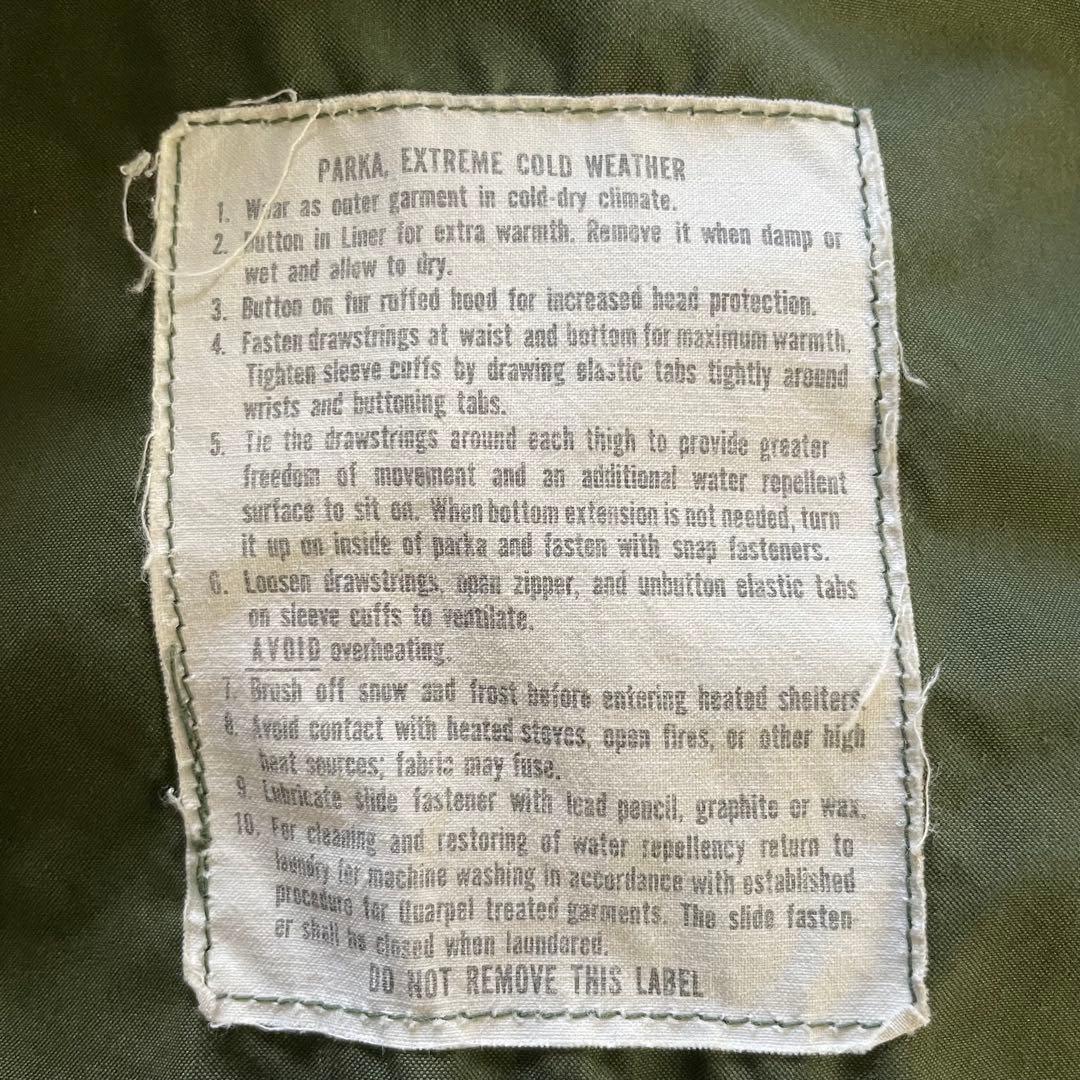 PARKA, EXTREME COLD WEATHER
1. Wear as outer garment in cold-dry climate.
2. Button in Liner for extra warmth. Remove it when damp or
wet and allow to dry.
3. Button on fur ruffed hood for increased head protection.
4. Fasten drawstrings at waist and bottom for maximum warmth.
Tighten sleeve cuffs by drawing elastic tabs tightly around
wrists and buttoning tabs.
5. Tie the drawstrings around each thigh to provide greater
freedom of movement and an additional water repellent
surface to sit on. When bottom extension is not needed, turn
it up on inside of parka and fasten with snap fasteners.
6. Loosen drawstrings, open zipper, and unbutton elastic tabs
on sleeve cuffs to ventilate.
AVOID overheating.
7. Brush off snow and frost before entering heated shelters
8. Avoid contact with heated stoves, open fires, or other high
heat sources; fabric may fuse.
9. Lubricate slide fastener with lead pencil, graphite or wax.
10. For cleaning and restoring of water repellency return to
laundry for machine washing in accordance with established
procedure for Quarpel treated garments. The slide fasten-
er shall be closed when laundered.
DO NOT REMOVE THIS LABEL